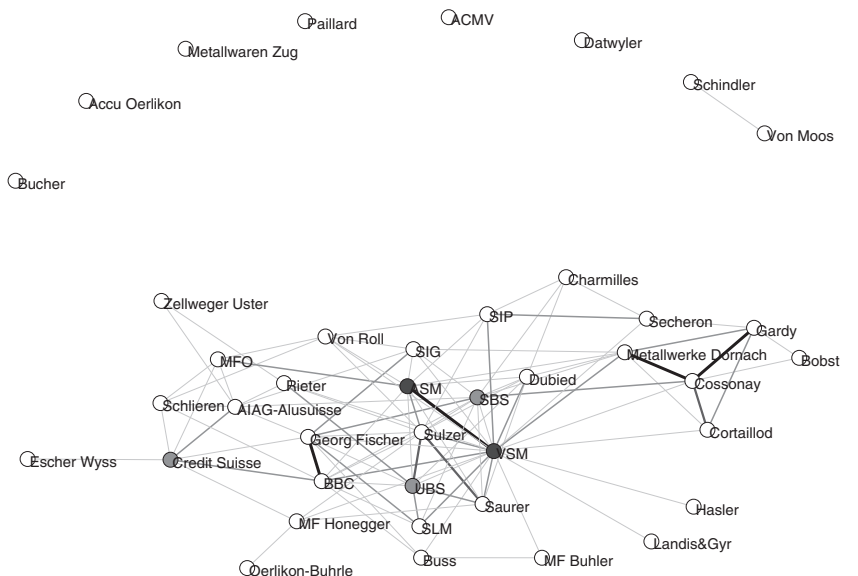 ACMV
Paillard
Datwyler
Metallwaren Zug
Schindler
Accu Oerlikon
Von Moos
Bucher
Charmilles
Zellweger Uster
SIP
Secheron
Gardy
Von Roll
SIG
Metallwerke Dornach
MFO
Bobst
Rieter
ASM
Dubied
Cossonay
SBS
Schlieren
AIAG-Alusuisse
Cortaillod
Georg Fischer
Sulzer
VSM
Escher Wyss
Credit Suisse
BBC
UBS
Saurer
Hasler
MF Honegger
SLM
Landis&Gyr
Buss
MF Buhler
Oerlikon-Buhrle